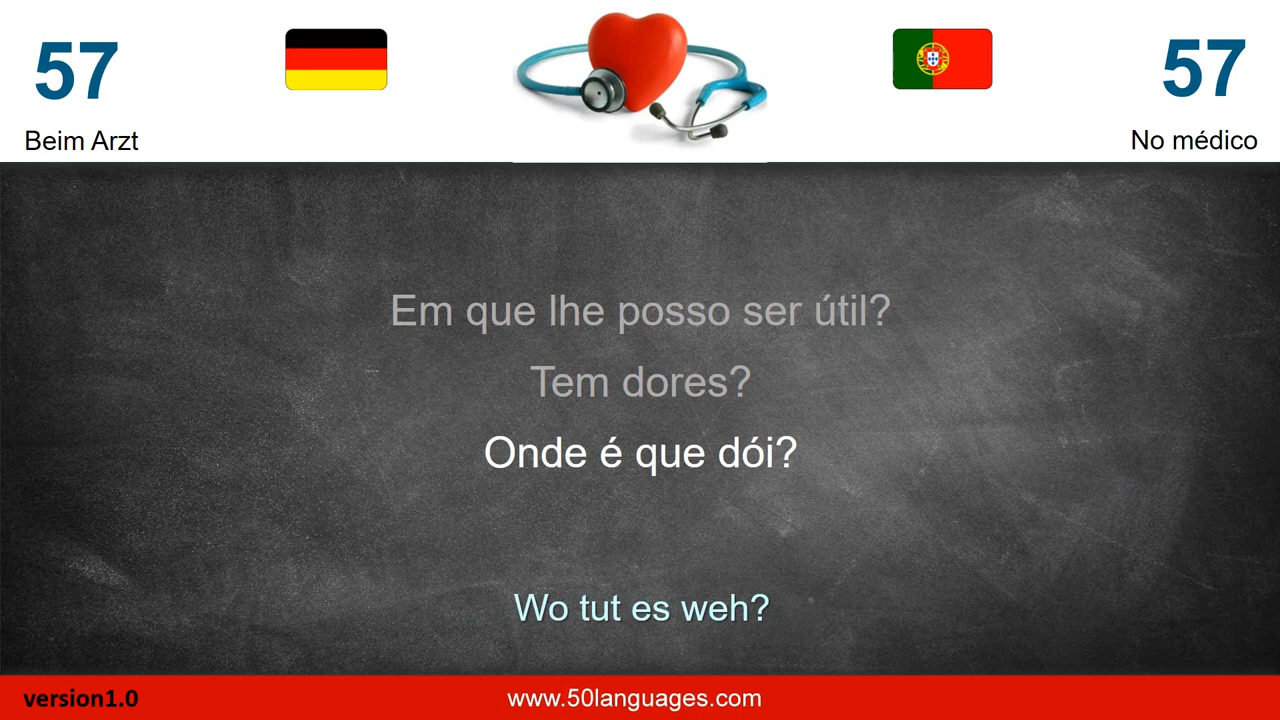 57
57
Beim Arzt
No médico
Em que lhe posso ser útil?
Tem dores?
Onde é que dói?
Wo tut es weh?
version1.0
www.50languages.com